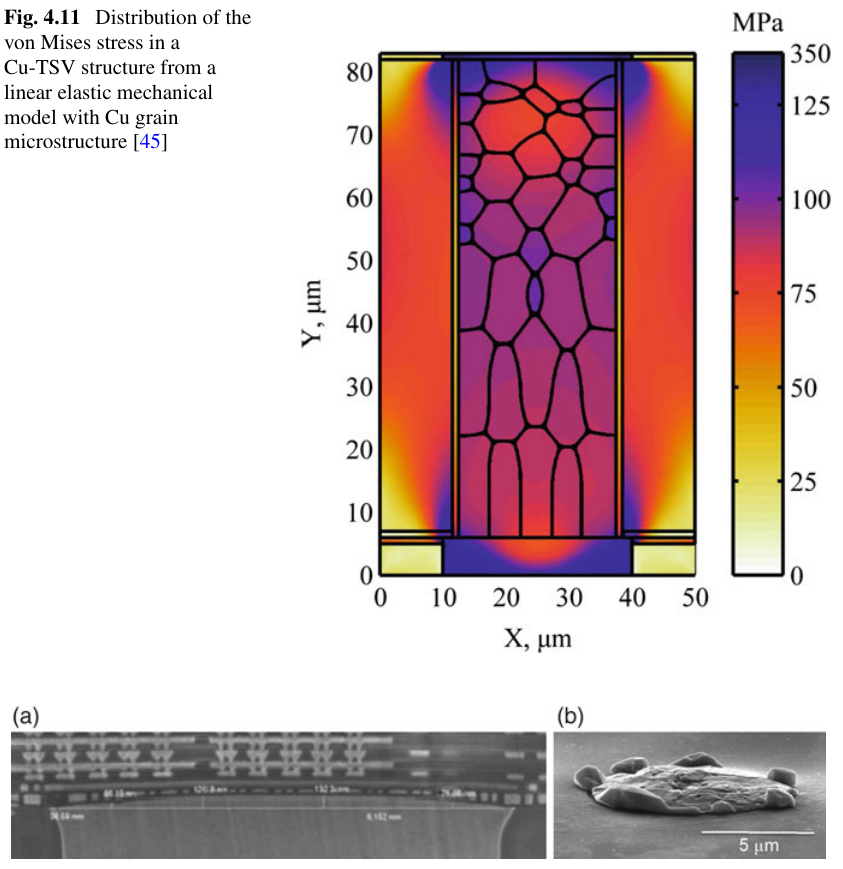 Fig. 4.11 Distribution of the
von Mises stress in a
Cu-TSV structure from a
linear elastic mechanical
model with Cu grain
microstructure [45]
MPa
350
125
100
75
50
25
0
80
70
60
50
40
30
20
10
0
Y, μm
0 10 20 30 40 50
X, μm
(a)
(b)
5 μm